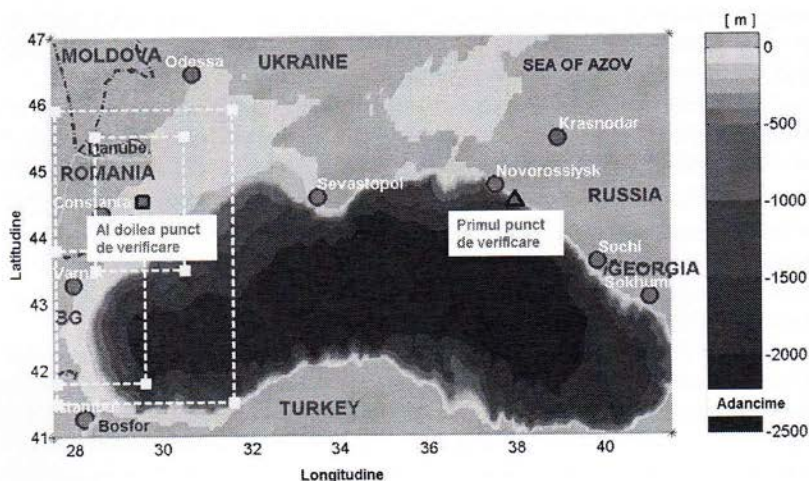 [ m ]
47
46
45
44
43
42
41
Latitudine
28
30
32
34
36
38
40
Longitudine
MOLDOVA
Odessa
UKRAINE
SEA OF AZOV
Krasnodar
Danube
ROMANIA
Novorossiysk
Sevastopol
RUSSIA
Constanta
Al doilea punct
de verificare
Primul punct
de verificare
Sochi
GEORGIA
Sokhumi
Varna
BG
TURKEY
Bosfor
0
-500
-1000
-1500
-2000
Adancime
-2500